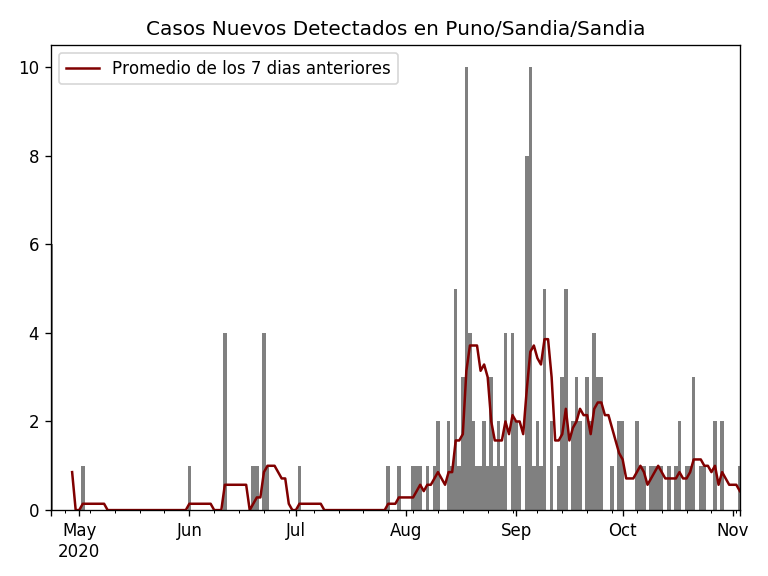 Casos Nuevos Detectados en Puno/Sandia/Sandia
Promedio de los 7 dias anteriores
10
8
6
4
2
0
May Jun Jul Aug Sep Oct Nov
2020